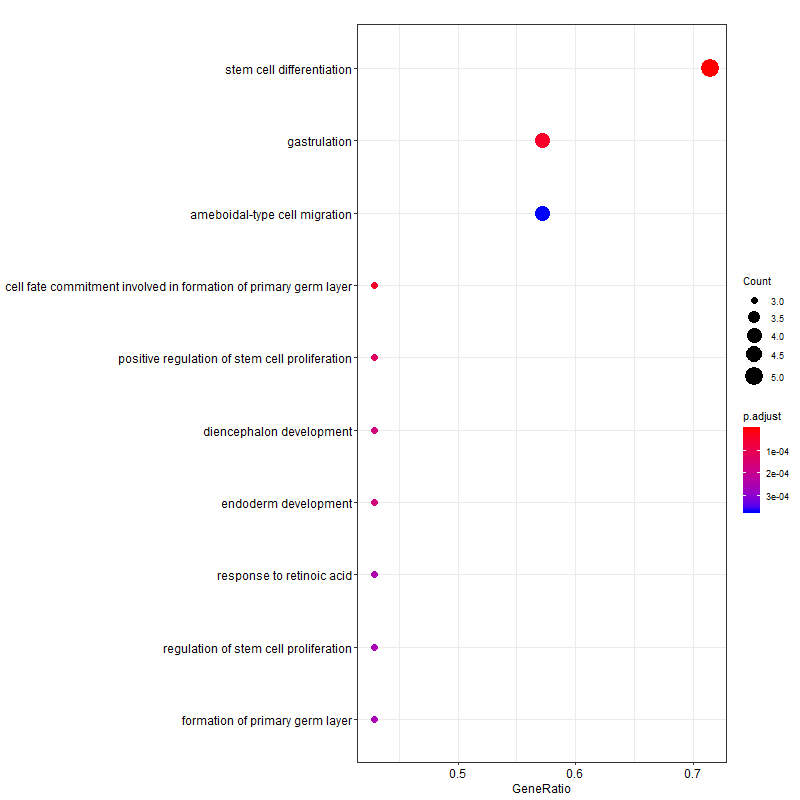 stem cell differentiation
gastrulation
ameboidal-type cell migration
cell fate commitment involved in formation of primary germ layer
positive regulation of stem cell proliferation
diencephalon development
endoderm development
response to retinoic acid
regulation of stem cell proliferation
formation of primary germ layer
0.5 0.6 0.7
GeneRatio
Count
3.0
3.5
4.0
4.5
5.0
p.adjust
1e-04
2e-04
3e-04